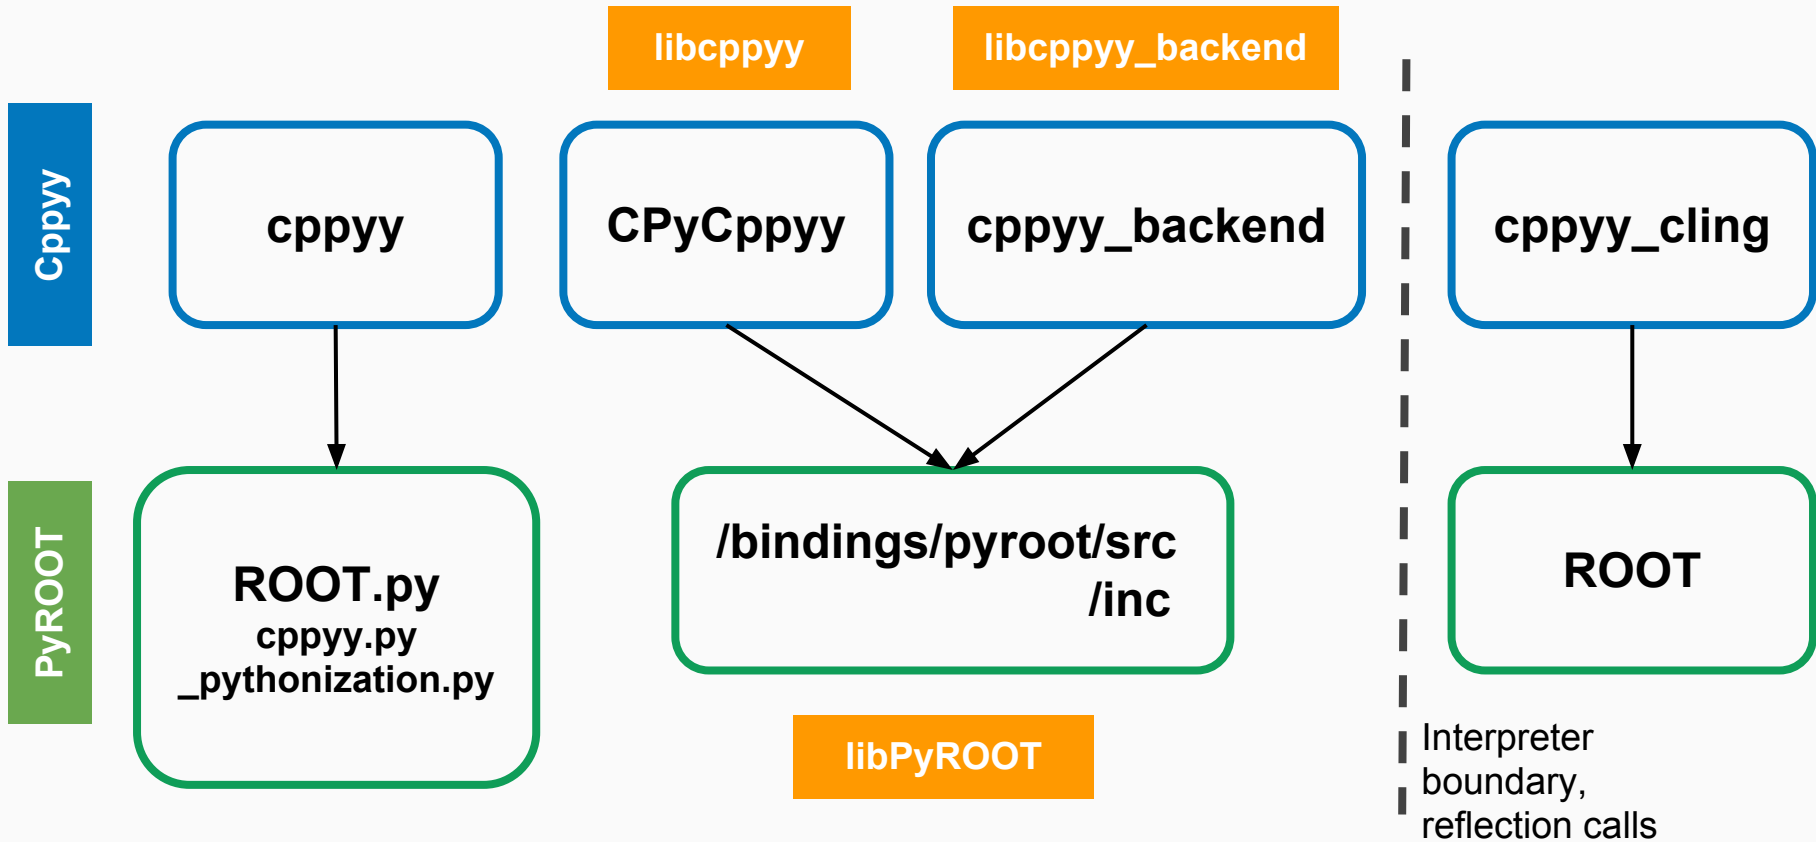 libcppyy
libcppyy_backend
Cppyy
cppyy
CPyCppyy
cppyy_backend
cppyy_cling
PyROOT
ROOT.py
cppyy.py
_pythonization.py
/bindings/pyroot/src
/inc
ROOT
libPyROOT
Interpreter
boundary,
reflection calls